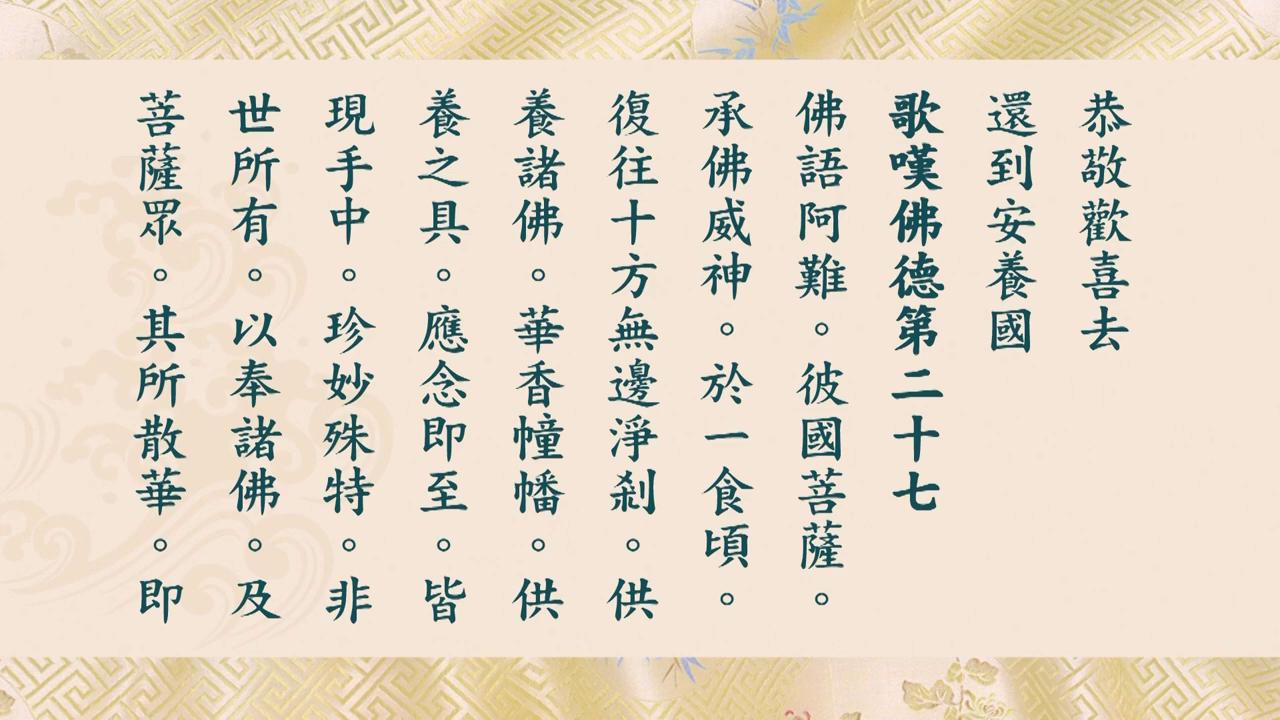 恭敬歡喜去
還到安養國
歌嘆佛德第二十七
佛語阿難。彼國菩薩。
承佛威神。於一食頃。
復往十方無邊淨剎。供
養諸佛。華香幢幡。供
養之具。應念即至。皆
現手中。珍妙殊特。非
世所有。以奉諸佛。及
菩薩眾。其所散華。即